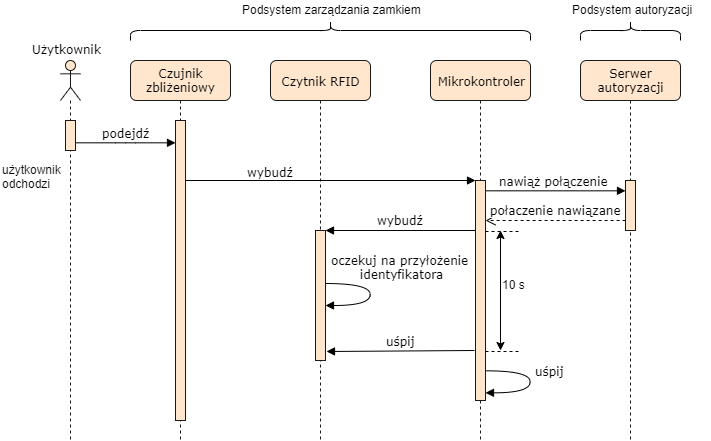 Podsystem zarządzania zamkiem
Podsystem autoryzacji
Użytkownik
Czujnik
zbliżeniowy
Czytnik RFID
Mikrokontroler
Serwer
autoryzacji
podejdź
użytkownik
odchodzi
wybudź
nawiąż połączenie
połaczenie nawiązane
wybudź
oczekuj na przyłożenie
identyfikatora
10 s
uśpij
uśpij